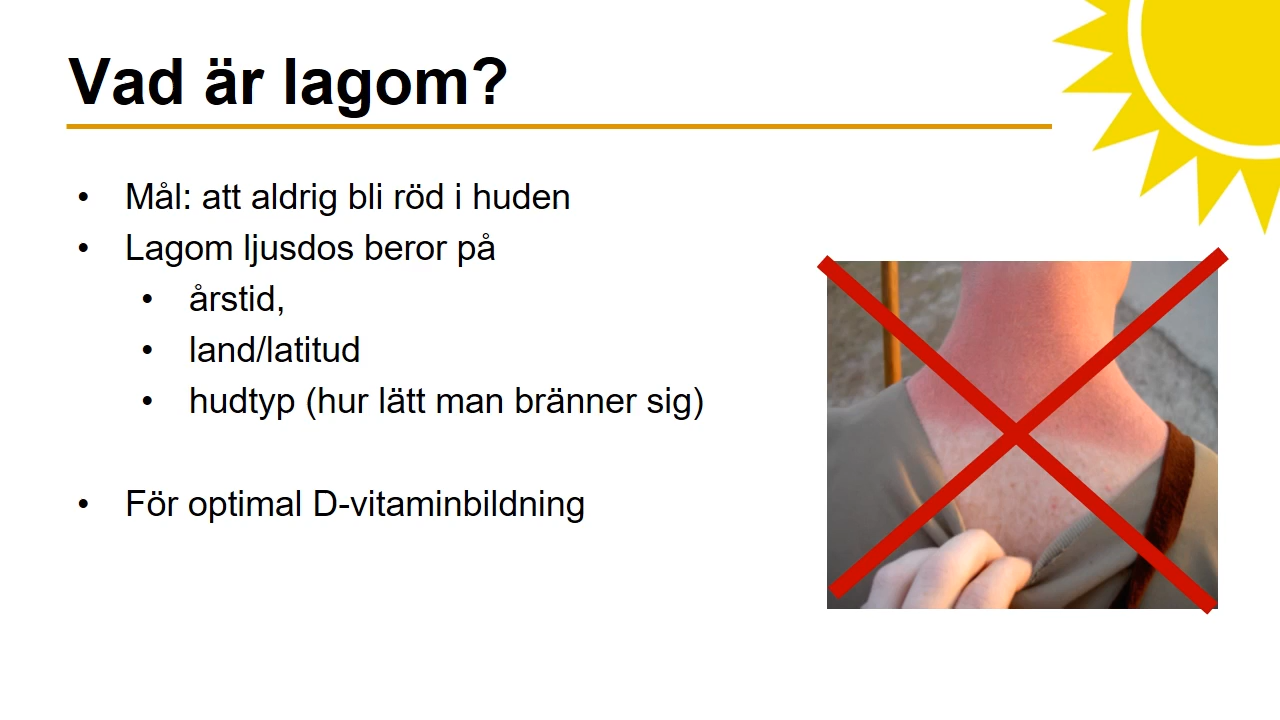 Vad är lagom?
• Mål: att aldrig bli röd i huden
• Lagom ljusdos beror på
• årstid,
• land/latitud
• hudtyp (hur lätt man bränner sig)
• För optimal D-vitaminbildning